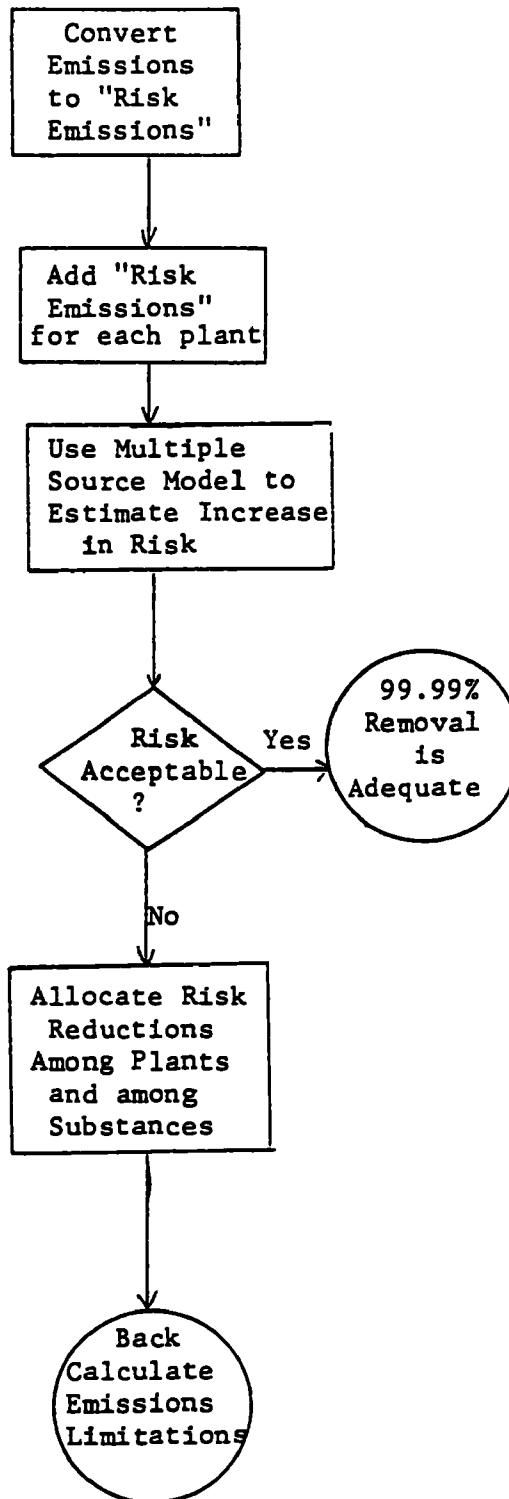 Convert
Emissions
to "Risk
Emissions"
Add "Risk
Emissions"
for each plant
Use Multiple
Source Model to
Estimate Increase
in Risk
Risk
Acceptable
?
Yes
99.99%
Removal
is
Adequate
No
Allocate Risk
Reductions
Among Plants
and among
Substances
Back
Calculate
Emissions
Limitations